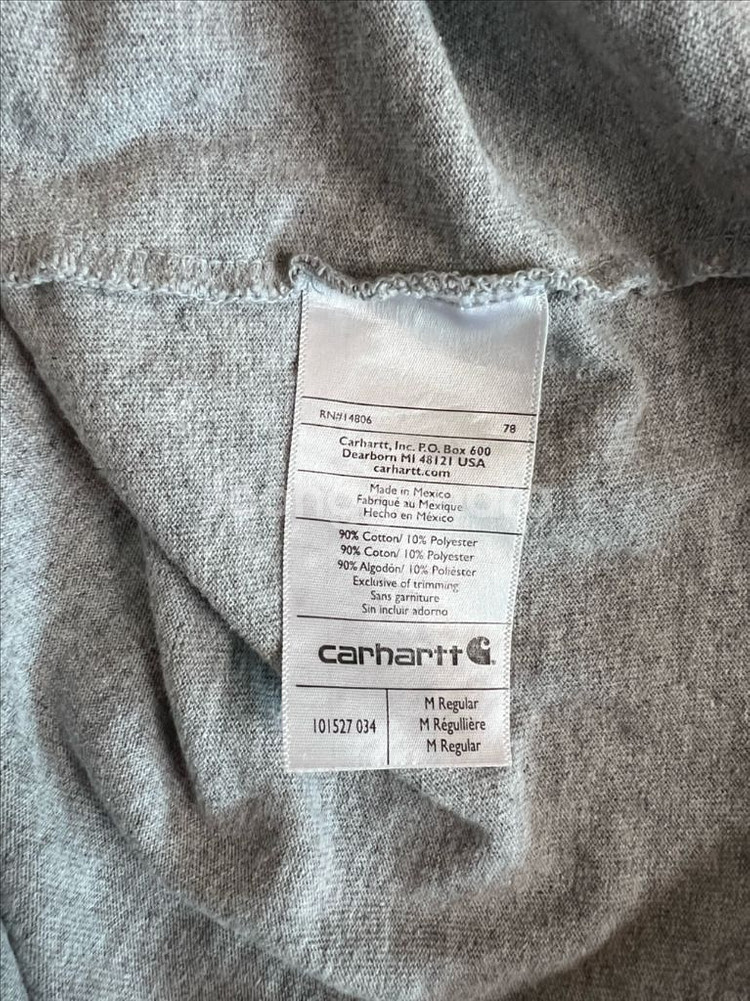 RN#14806 78
Carhartt, Inc. P.O. Box 600
Dearborn MI 48121 USA
carhartt.com
Made in Mexico
Fabriqué au Mexique
Hecho en México
90% Cotton/ 10% Polyester
90% Coton/ 10% Polyester
90% Algodón/ 10% Poliéster
Exclusive of trimming
Sans garniture
Sin incluir adorno
carhartt
101527 034
M Regular
M Régullière
M Regular